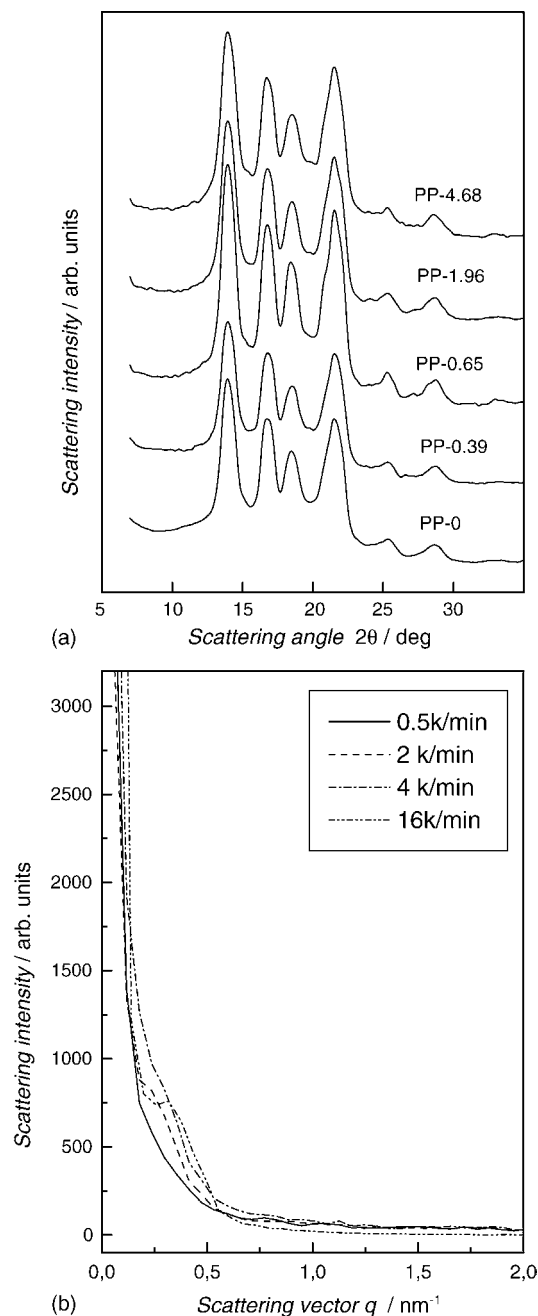 Scattering intensity / arb. units
PP-4.68
PP-1.96
PP-0.65
PP-0.39
PP-0
5 10 15 20 25 30
(a) Scattering angle 2θ / deg
Scattering intensity / arb. units
3000
2500
2000
1500
1000
500
0
0.5k/min
2 k/min
4 k/min
16k/min
0,0 0,5 1,0 1,5 2,0
(b) Scattering vector q / nm⁻¹